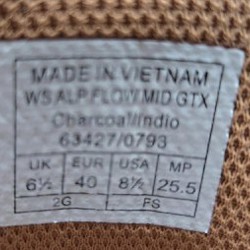 MADE IN VIETNAM
WS ALP FLOW MID GTX
Charcoal/Indio
63427/0793
UK EUR USA MP
6½ 40 8½ 25.5
2G FS